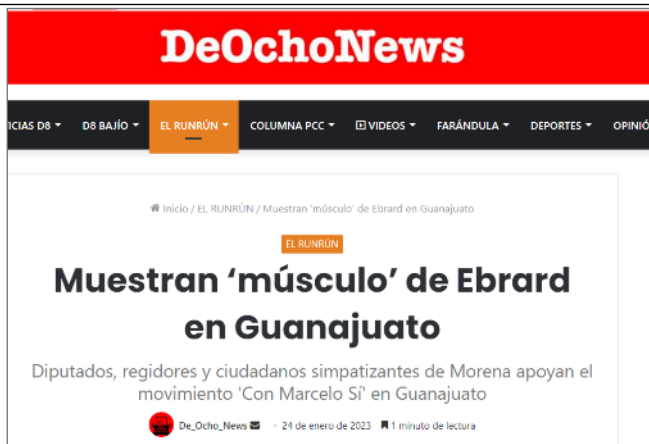 DeOchoNews
ICIAS D8 D8 BAJÍO EL RUNRÚN COLUMNA PCC VIDEOS FARÁNDULA DEPORTES OPINIÓ
Inicio / EL RUNRÚN / Muestran 'músculo' de Ebrard en Guanajuato
EL RUNRÚN
Muestran ‘músculo’ de Ebrard
en Guanajuato
Diputados, regidores y ciudadanos simpatizantes de Morena apoyan el
movimiento 'Con Marcelo Sí' en Guanajuato
De_Ocho_News · 24 de enero de 2023 1 minuto de lectura